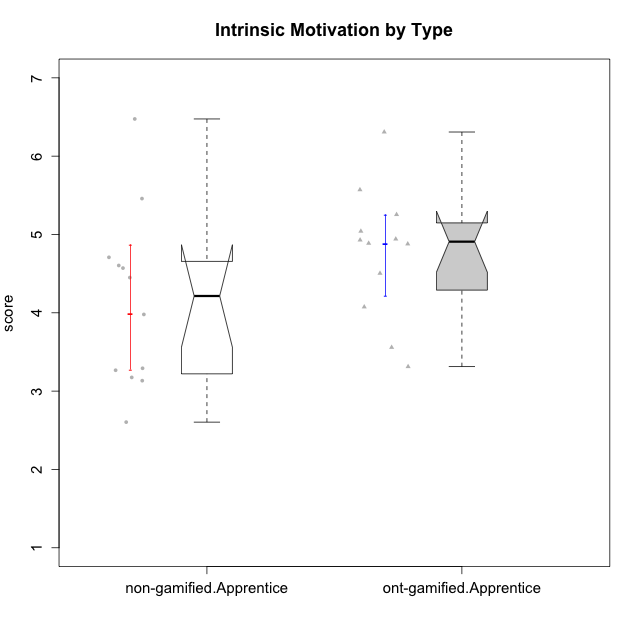 Intrinsic Motivation by Type
score
7
6
5
4
3
2
1
non-gamified.Apprentice
ont-gamified.Apprentice